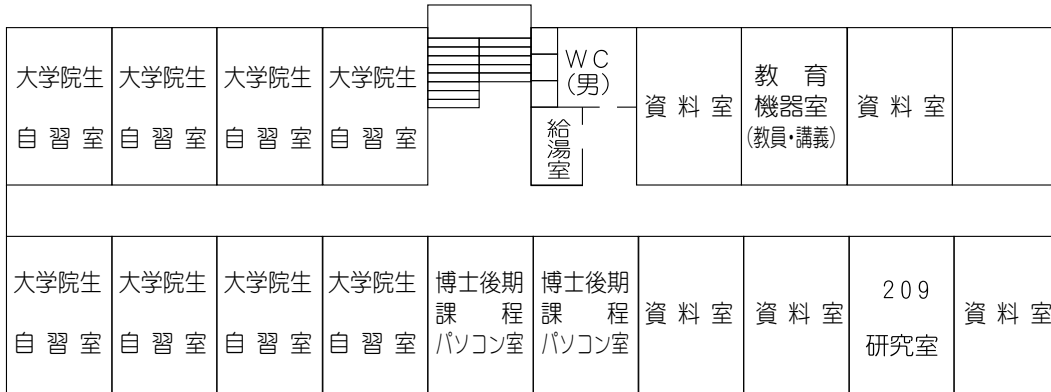 大学院生
自習室
大学院生
自習室
大学院生
自習室
大学院生
自習室
WC
(男)
給湯室
資料室
教育
機器室
(教員・講義)
資料室
大学院生
自習室
大学院生
自習室
大学院生
自習室
大学院生
自習室
博士後期
課程
パソコン室
博士後期
課程
パソコン室
資料室
資料室
209
研究室
資料室